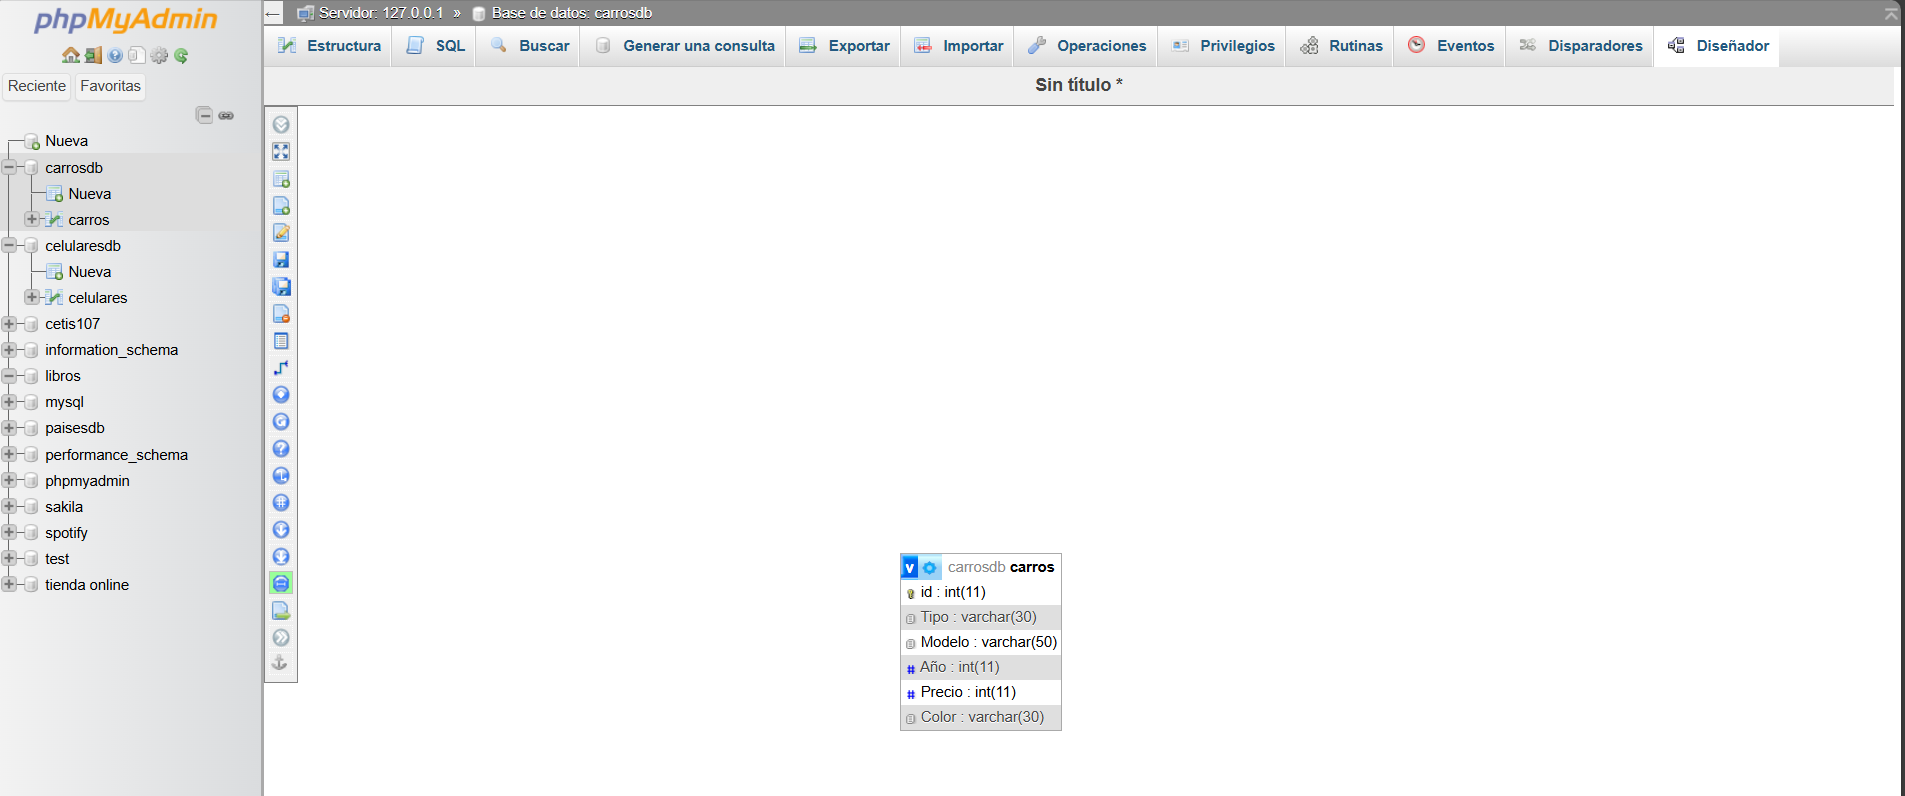 phpMyAdmin
Reciente
Favoritas
Nueva
carrosdb
Nueva
carros
celularesdb
Nueva
celulares
cetis107
information_schema
libros
mysql
paisesdb
performance_schema
phpmyadmin
sakila
spotify
test
tienda online
Servidor: 127.0.0.1 » Base de datos: carrosdb
Estructura
SQL
Buscar
Generar una consulta
Exportar
Importar
Operaciones
Privilegios
Rutinas
Eventos
Disparadores
Diseñador
Sin título *
v carrosdb carros
id : int(11)
Tipo : varchar(30)
Modelo : varchar(50)
# Año : int(11)
# Precio : int(11)
Color : varchar(30)